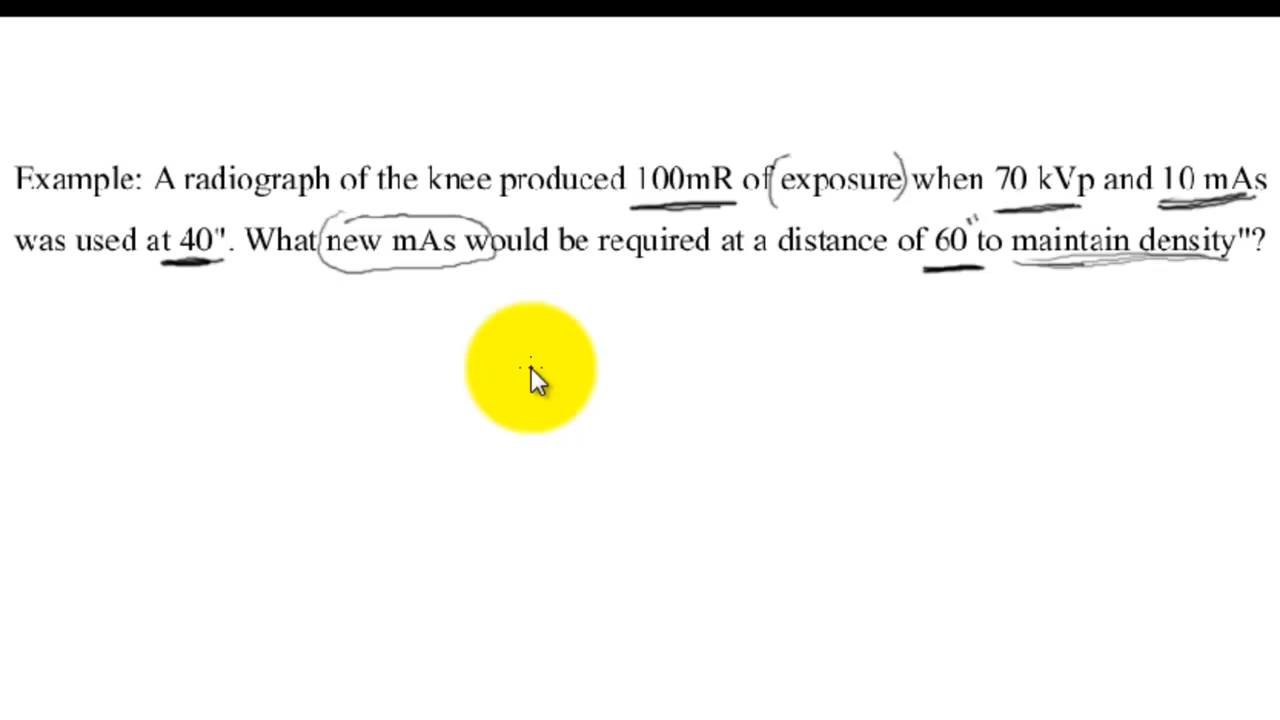 Example: A radiograph of the knee produced 100mR of (exposure) when 70 kVp and 10 mAs
was used at 40". What new mAs would be required at a distance of 60" to maintain density"?